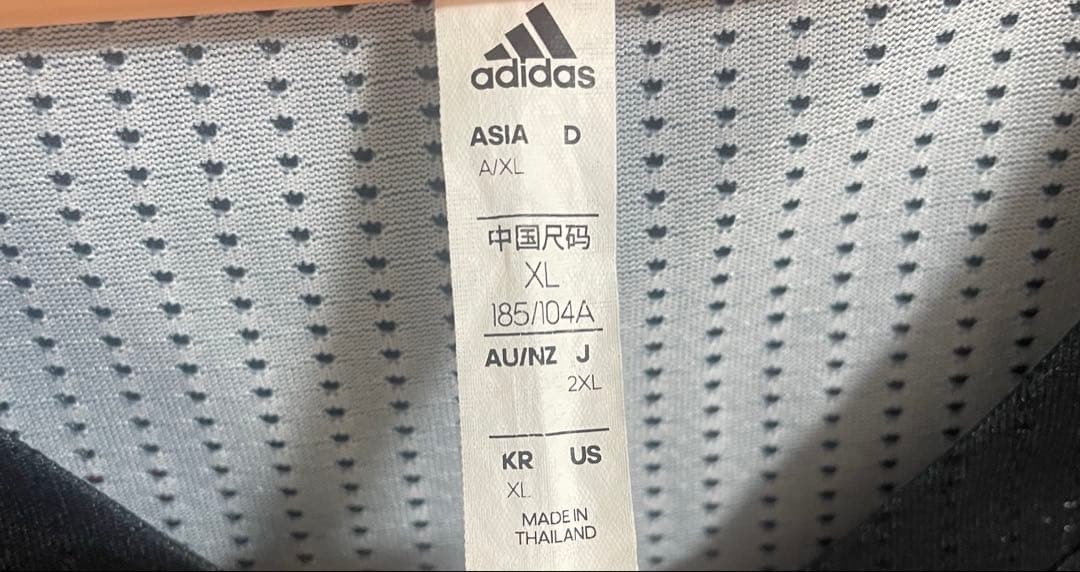 adidas
ASIA D
A/XL
中国尺码
XL
185/104A
AU/NZ J
2XL
KR US
XL
MADE IN
THAILAND